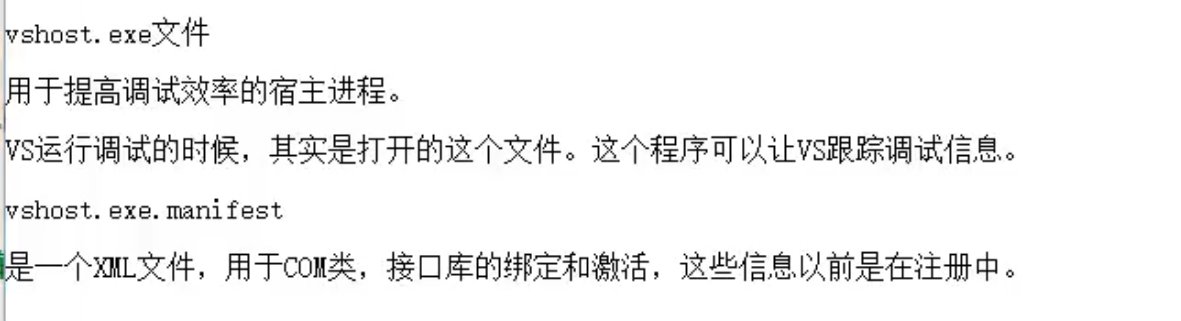 vshost.exe文件
用于提高调试效率的宿主进程。
VS运行调试的时候，其实是打开的这个文件。这个程序可以让VS跟踪调试信息。
vshost.exe.manifest
是一个XML文件，用于COM类，接口库的绑定和激活，这些信息以前是在注册中。